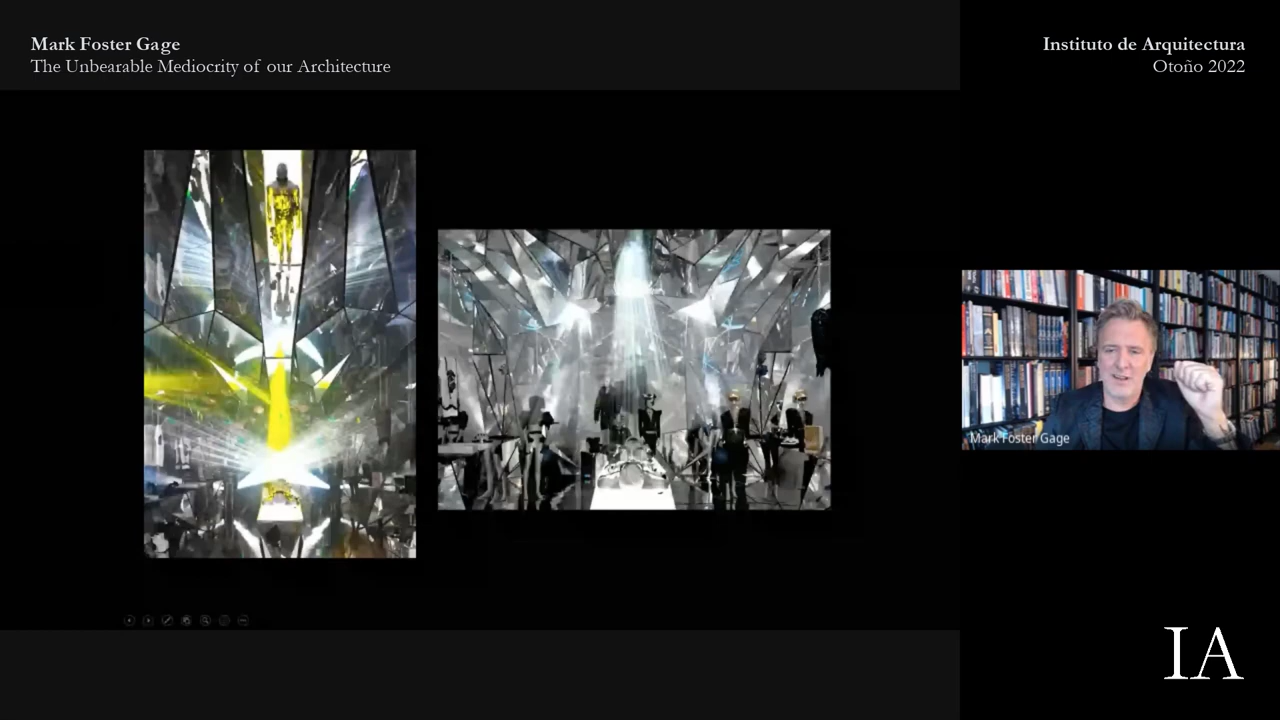 Mark Foster Gage
The Unbearable Mediocrity of our Architecture
Instituto de Arquitectura
Otoño 2022
Mark Foster Gage
IA